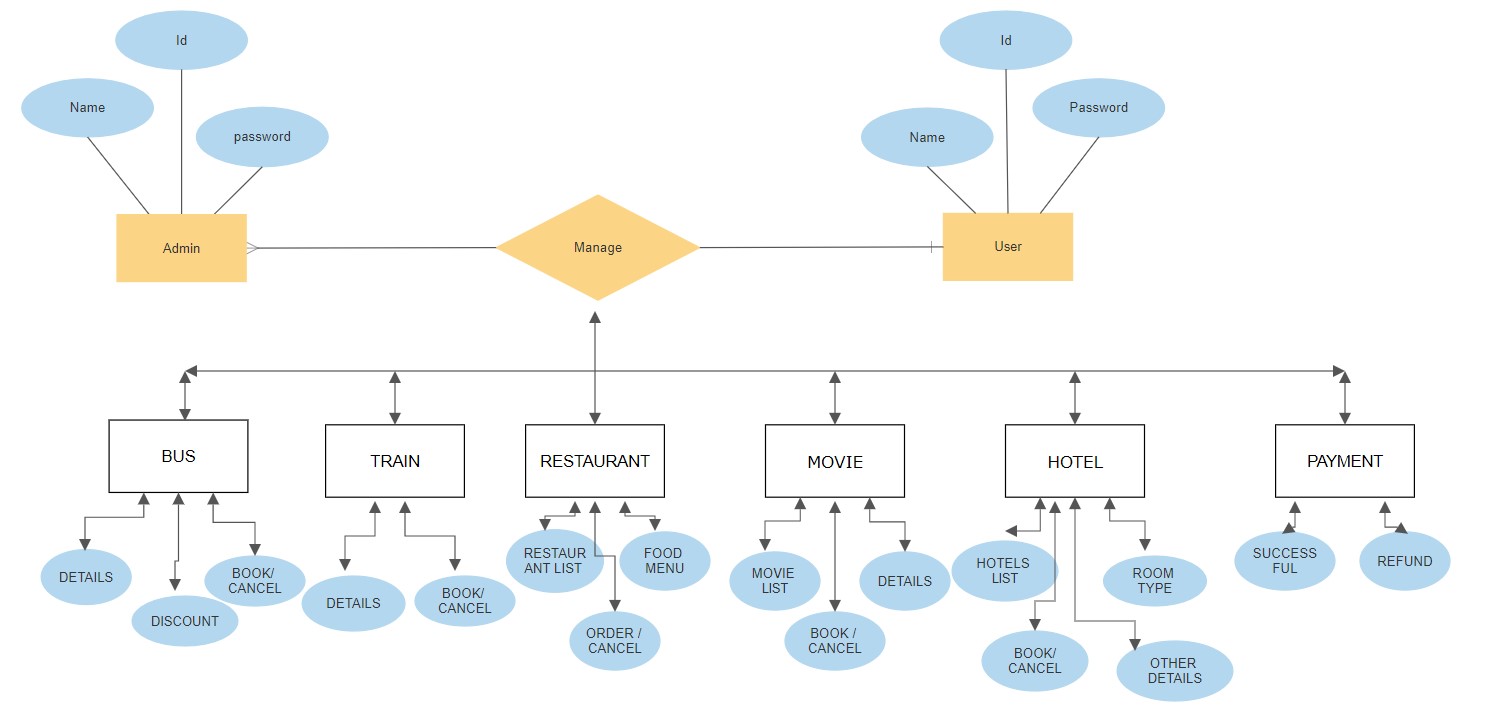 Id
Name
password
Id
Name
Password
Admin
Manage
User
BUS
TRAIN
RESTAURANT
MOVIE
HOTEL
PAYMENT
DETAILS
DISCOUNT
BOOK/
CANCEL
DETAILS
BOOK/
CANCEL
RESTAUR
ANT LIST
ORDER /
CANCEL
FOOD
MENU
MOVIE
LIST
BOOK /
CANCEL
DETAILS
HOTELS
LIST
BOOK/
CANCEL
OTHER
DETAILS
ROOM
TYPE
SUCCESS
FUL
REFUND